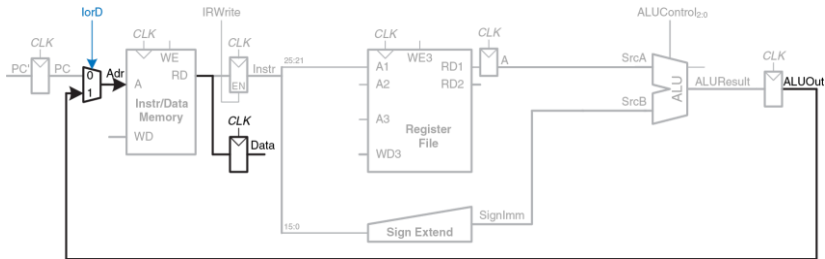 IorD
IRWrite
ALUControl2:0
CLK
CLK
CLK
CLK
CLK
CLK
PC'
PC
0
1
Adr
WE
A
RD
Instr/Data
Memory
WD
EN
Instr
25:21
A1
WE3
RD1
A
A2
RD2
A3
WD3
Register
File
SrcA
SrcB
ALU
ALUResult
ALUOut
CLK
Data
15:0
Sign Extend
SignImm